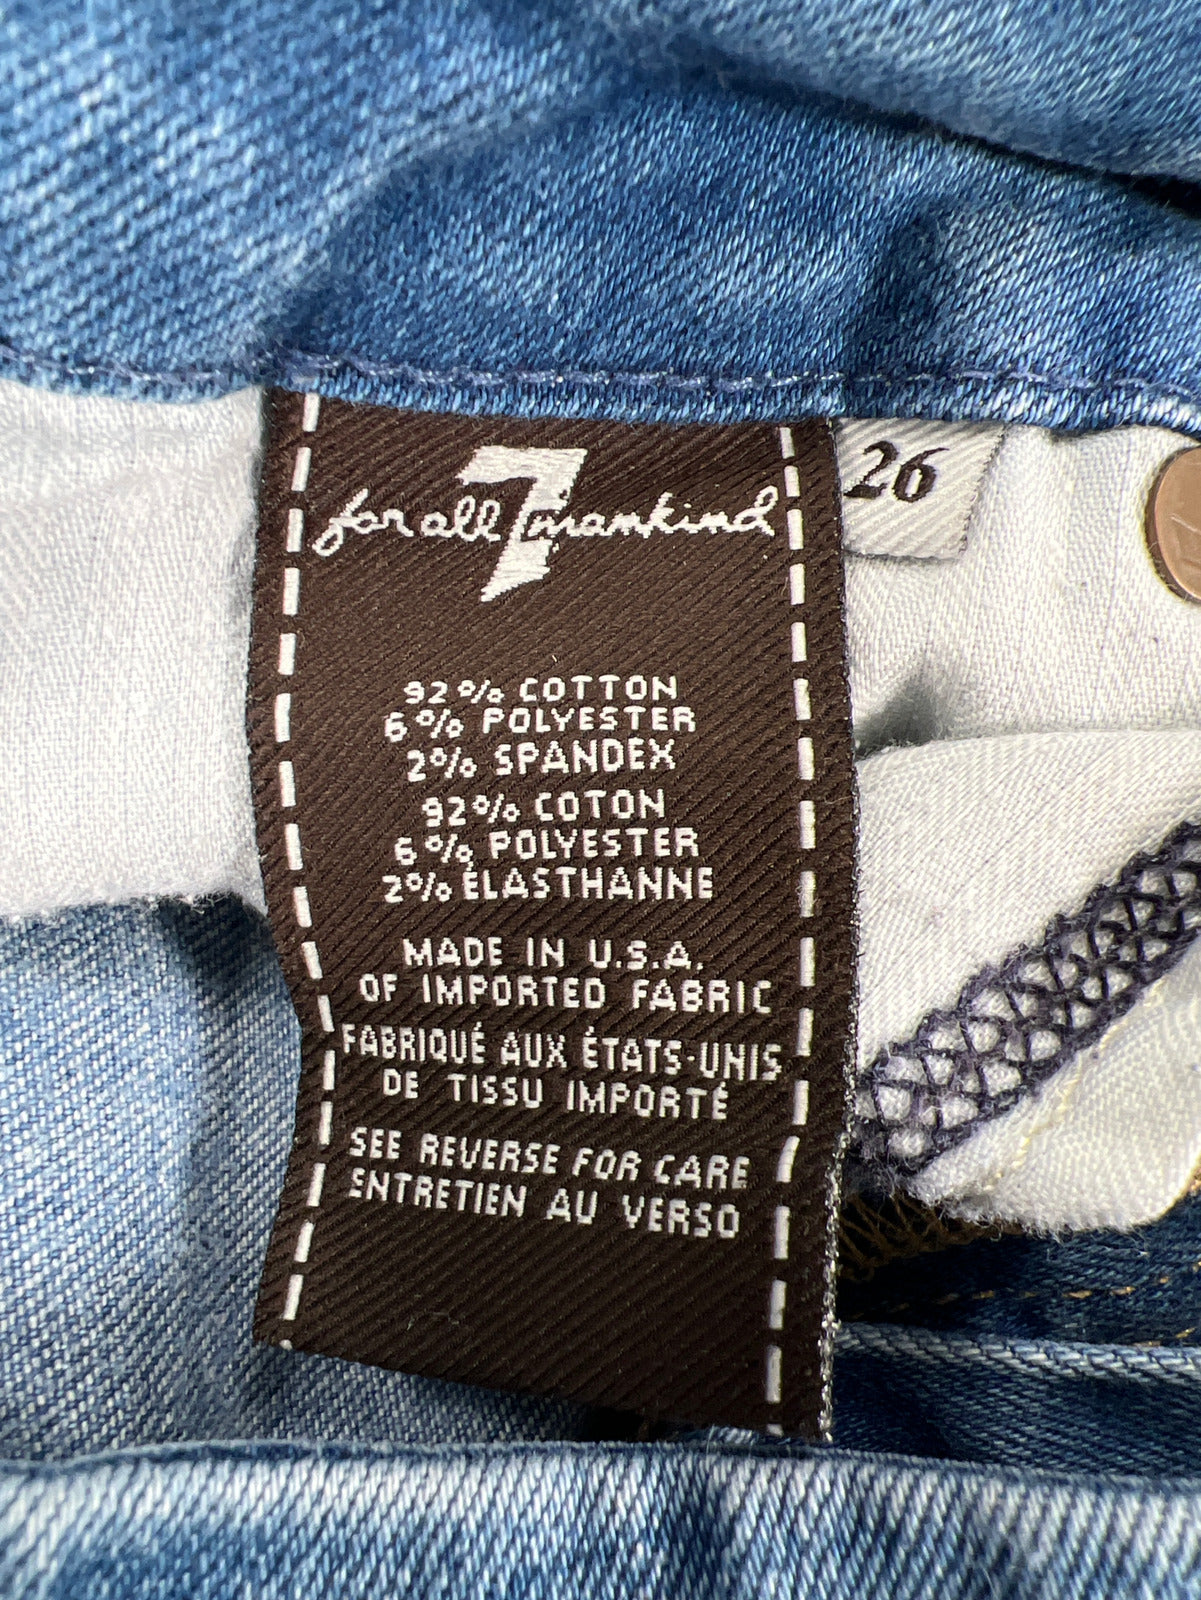 for all 7 mankind
26
92% COTTON
6% POLYESTER
2% SPANDEX
92% COTON
6% POLYESTER
2% ÉLASTHANNE
MADE IN U.S.A.
OF IMPORTED FABRIC
FABRIQUÉ AUX ÉTATS-UNIS
DE TISSU IMPORTÉ
SEE REVERSE FOR CARE
ENTRETIEN AU VERSO